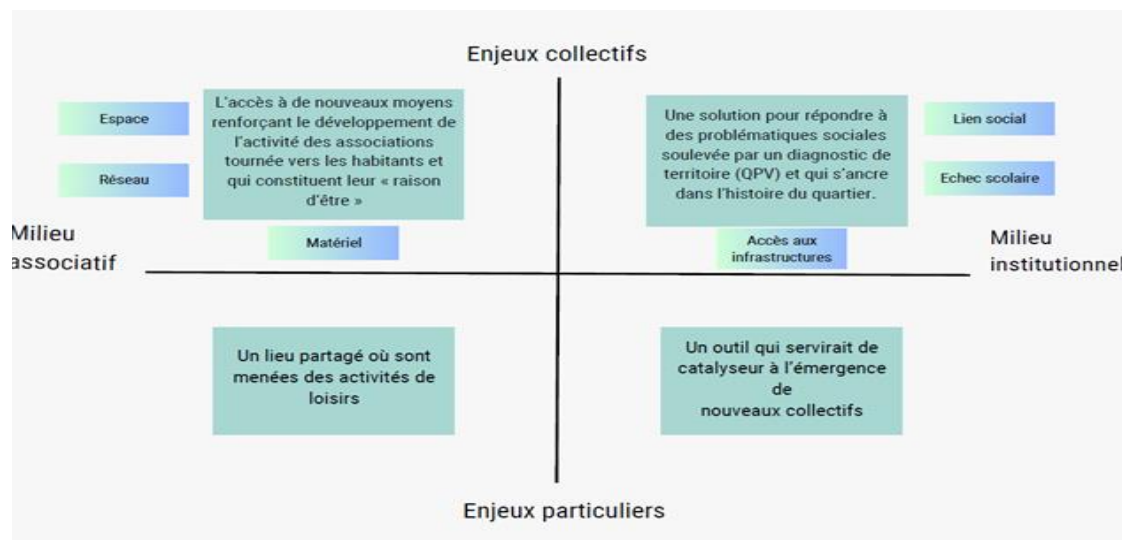 Enjeux collectifs
Espace
Réseau
L'accès à de nouveaux moyens
renforçant le développement de
l'activité des associations
tournée vers les habitants et
qui constituent leur « raison
d'être »
Matériel
Une solution pour répondre à
des problématiques sociales
soulevée par un diagnostic de
territoire (QPV) et qui s'ancre
dans l'histoire du quartier.
Lien social
Echec scolaire
Accès aux
infrastructures
Milieu
associatif
Milieu
institutionnel
Un lieu partagé où sont
menées des activités de
loisirs
Un outil qui servirait de
catalyseur à l'émergence
de
nouveaux collectifs
Enjeux particuliers